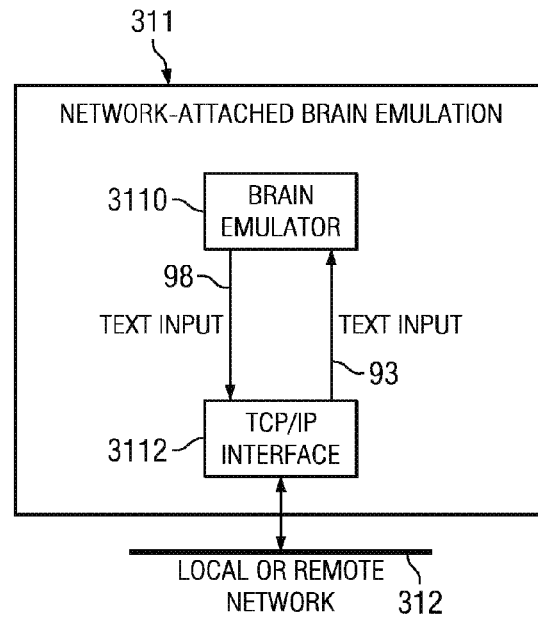 311
NETWORK-ATTACHED BRAIN EMULATION
3110
BRAIN
EMULATOR
98
TEXT INPUT
TEXT INPUT
93
3112
TCP/IP
INTERFACE
LOCAL OR REMOTE
NETWORK
312